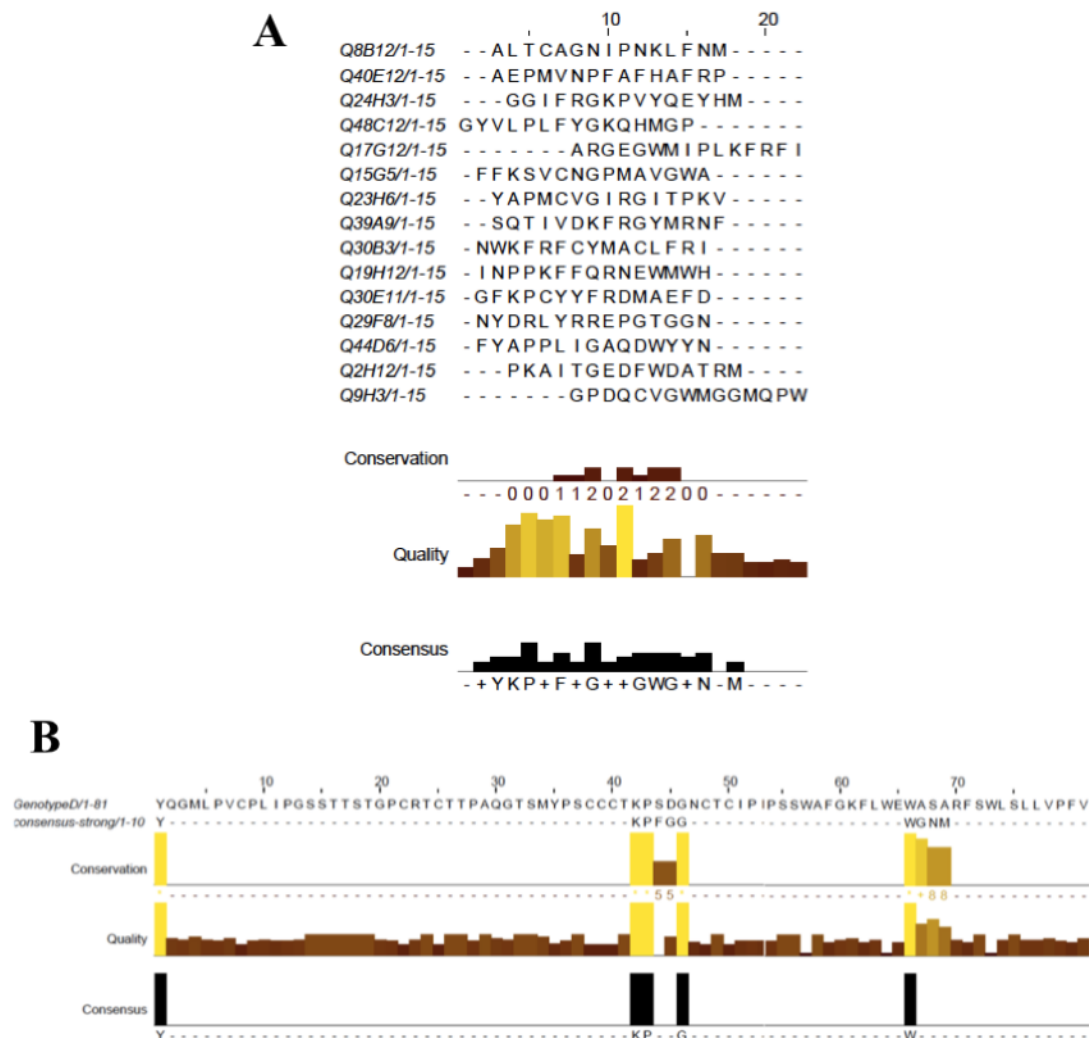 A
10 20
Q8B12/1-15 --ALTCAGNIPNKLFNM-----
Q40E12/1-15 --AEPMVNPFAFHAFRP-----
Q24H3/1-15 ---GGIFRGKPVYQEYHM----
Q48C12/1-15 GYVLPLFYGKQHMGP-------
Q17G12/1-15 -------ARGEGWMIPLKFRFI
Q15G5/1-15 -FFKSVCNGPMAVGWA------
Q23H6/1-15 --YAPMCVGIRGITPKV-----
Q39A9/1-15 --SQTIVDKFRGYMRNF-----
Q30B3/1-15 -NWKFRFCYMACLFRI------
Q19H12/1-15 -INPPKFFQRNEWMWH------
Q30E11/1-15 -GFKPCYYFRDMAEFD------
Q29F8/1-15 -NYDRLYRREPGTGGN------
Q44D6/1-15 -FYAPPLIGAQDWYYN------
Q2H12/1-15 ---PKAITGEDFWDATRM----
Q9H3/1-15 -------GPDQCVGWMGGMQPW
Conservation
---0001120212200------
Quality
Consensus
-+YKP+F+G++GWG+N-M----
B
10 20 30 40 50 60 70
GenotypeD/1-81 YQGMLPVCPLIPGSSTTSTGPCRTCTTPAQGTSMYPSCCCTKPSDGNCTCIPIPSSWAFGKFLWEWASARFSWLSLLVPFV
consensus-strong/1-10 Y----------------------------------------KPFGG-------------------WGNM------------
Conservation
*----------------------------------------**55*-------------------*+88------------
Quality
Consensus
Y----------------------------------------KP--G-------------------W---------------